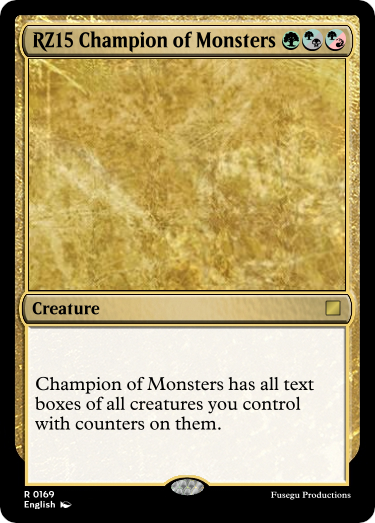 RZ15 Champion of Monsters
Creature
Champion of Monsters has all text
boxes of all creatures you control
with counters on them.
R 0169
English
Fusegu Productions